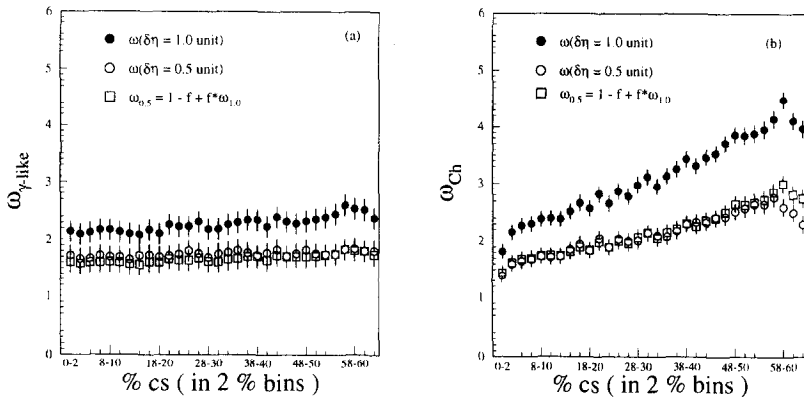 (a)
ω(δη = 1.0 unit)
ω(δη = 0.5 unit)
ω0.5 = 1 - f + f*ω1.0
ωγ-like
6
5
4
3
2
1
0
0-2 8-10 18-20 28-30 38-40 48-50 58-60
% cs ( in 2 % bins )
(b)
ω(δη = 1.0 unit)
ω(δη = 0.5 unit)
ω0.5 = 1 - f + f*ω1.0
ωCh
6
5
4
3
2
1
0
0-2 8-10 18-20 28-30 38-40 48-50 58-60
% cs ( in 2 % bins )